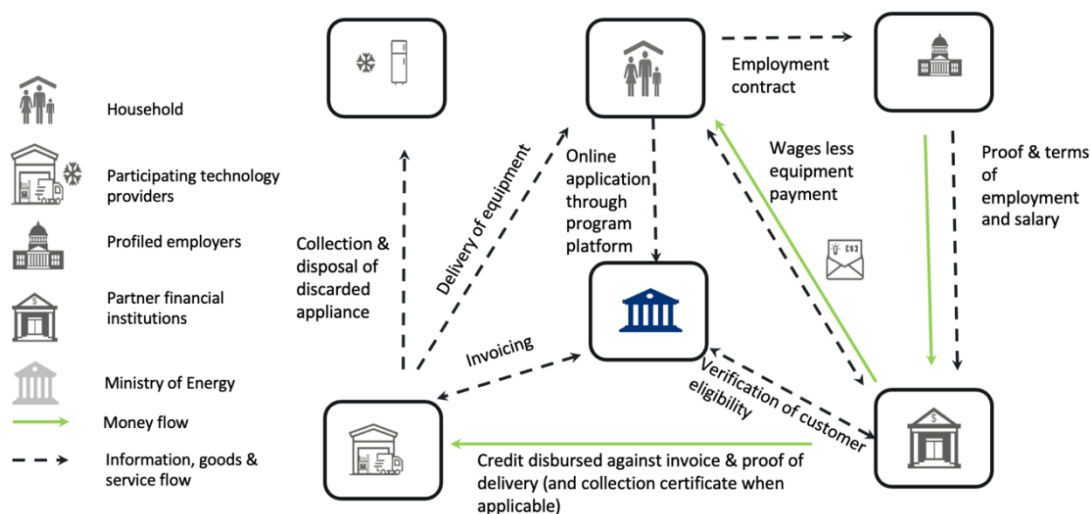 Household
Participating technology
providers
Profiled employers
Partner financial
institutions
Ministry of Energy
Money flow
Information, goods &
service flow
Collection &
disposal of
discarded
appliance
Delivery of equipment
Invoicing
Online
application
through
program
platform
Employment
contract
Wages less
equipment
payment
Proof & terms
of
employment
and salary
Verification of customer
eligibility
Credit disbursed against invoice & proof of
delivery (and collection certificate when
applicable)